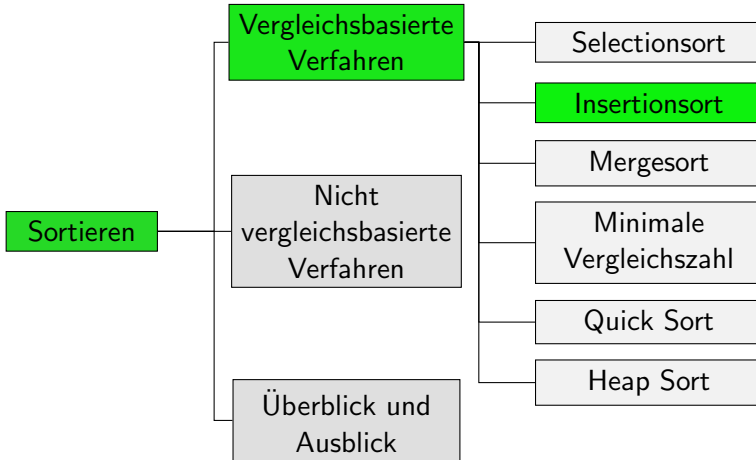 Sortieren
Vergleichsbasierte
Verfahren
Selectionsort
Insertionsort
Mergesort
Minimale
Vergleichszahl
Quick Sort
Heap Sort
Nicht
vergleichsbasierte
Verfahren
Überblick und
Ausblick